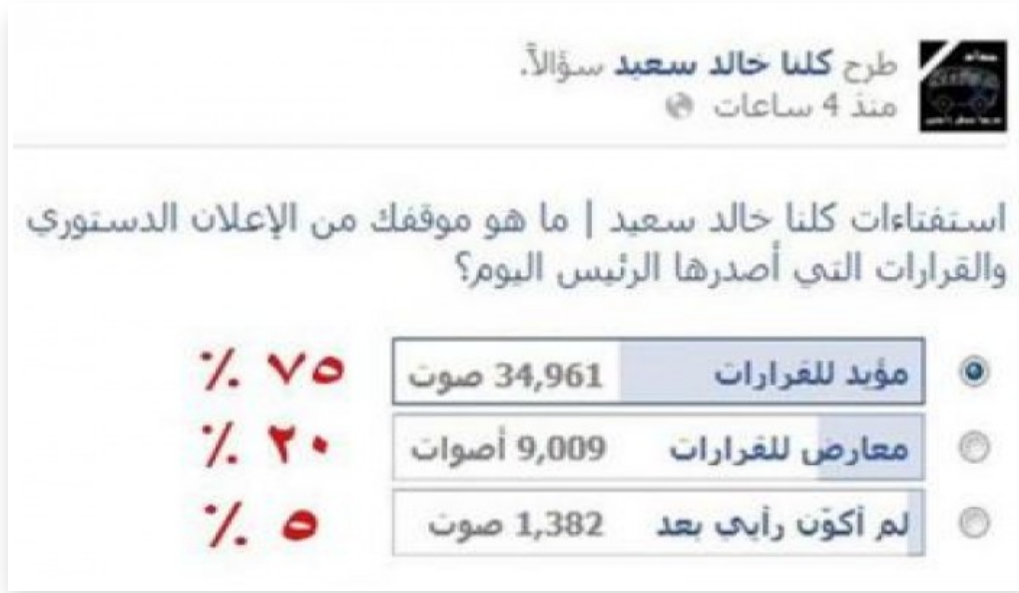 طرح كلنا خالد سعيد سؤالاً.
منذ 4 ساعات
استفتاءات كلنا خالد سعيد | ما هو موقفك من الإعلان الدستوري
والقرارات التي أصدرها الرئيس اليوم؟
مؤيد للقرارات 34,961 صوت ٧٥ ٪
معارض للقرارات 9,009 أصوات ٢٠ ٪
لم أكوّن رأيي بعد 1,382 صوت ٥ ٪